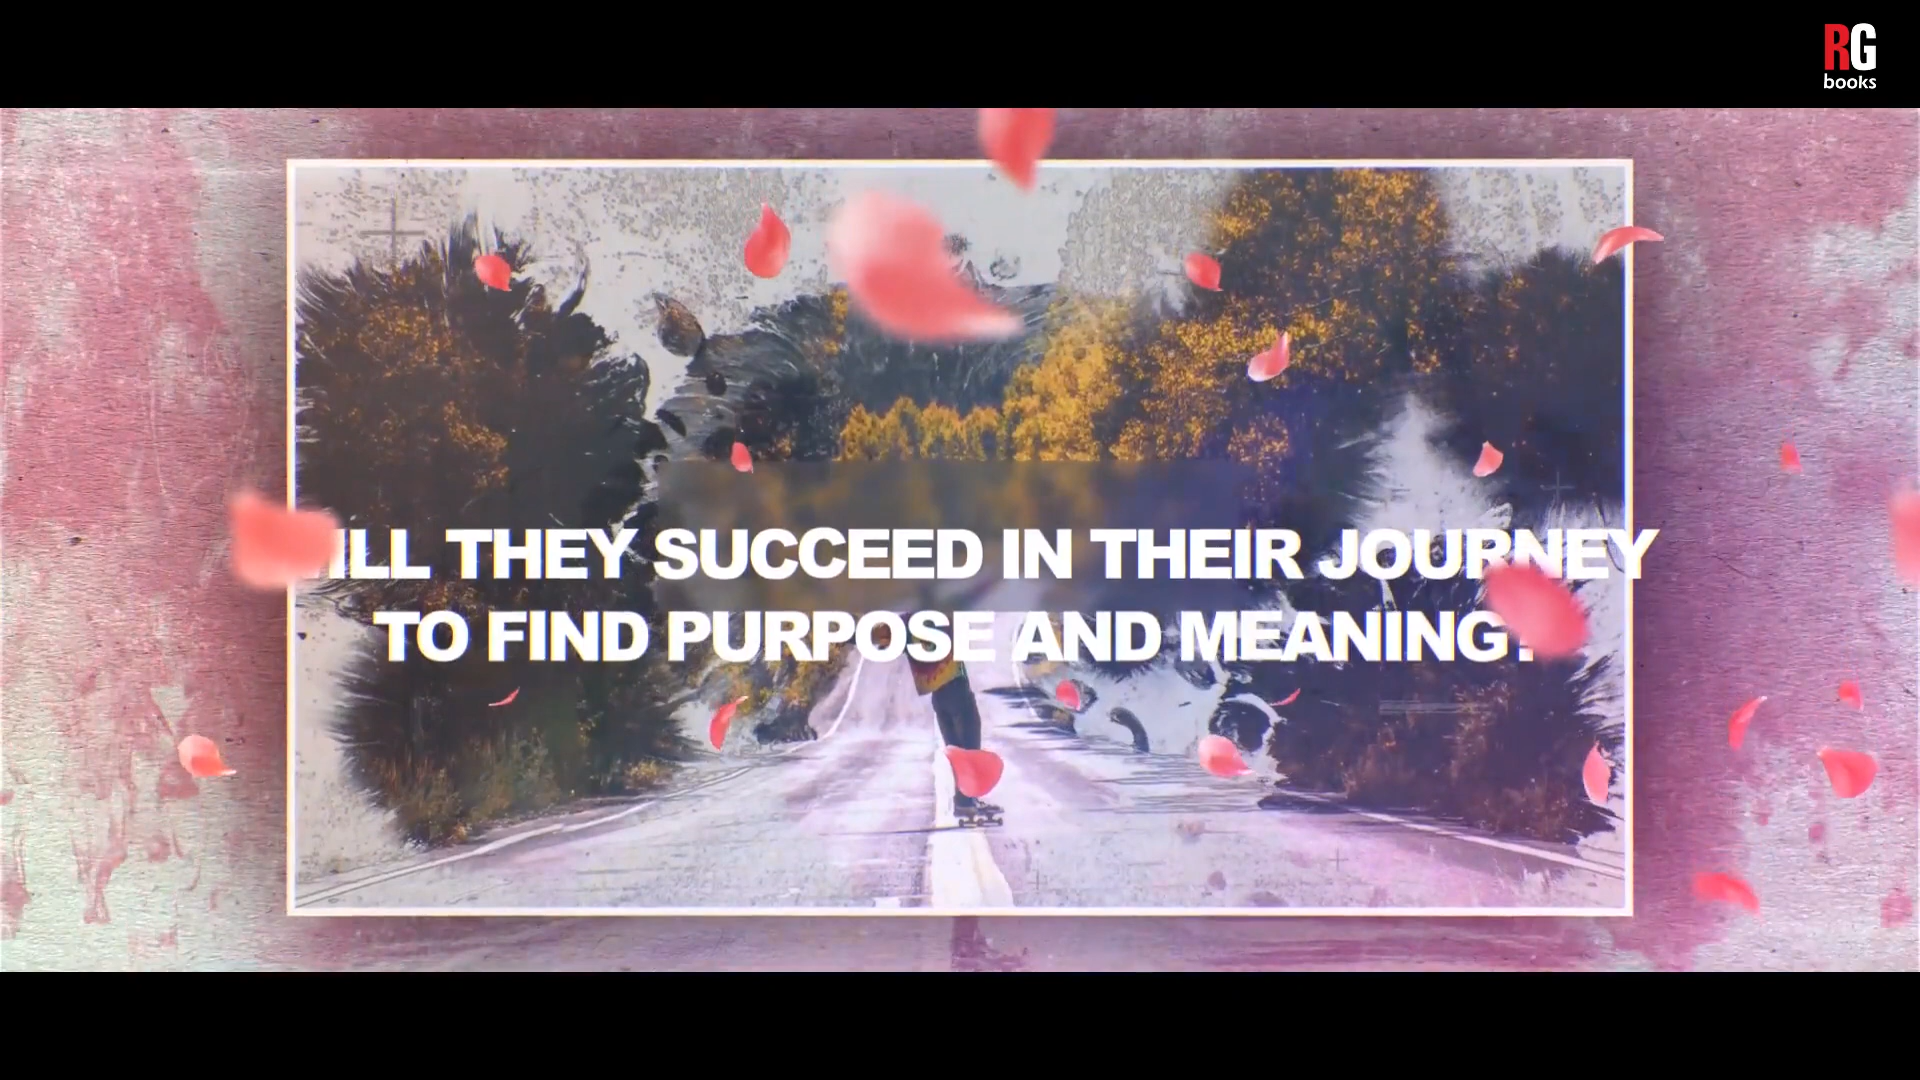 RG
books
ILL THEY SUCCEED IN THEIR JOURNEY
TO FIND PURPOSE AND MEANING?